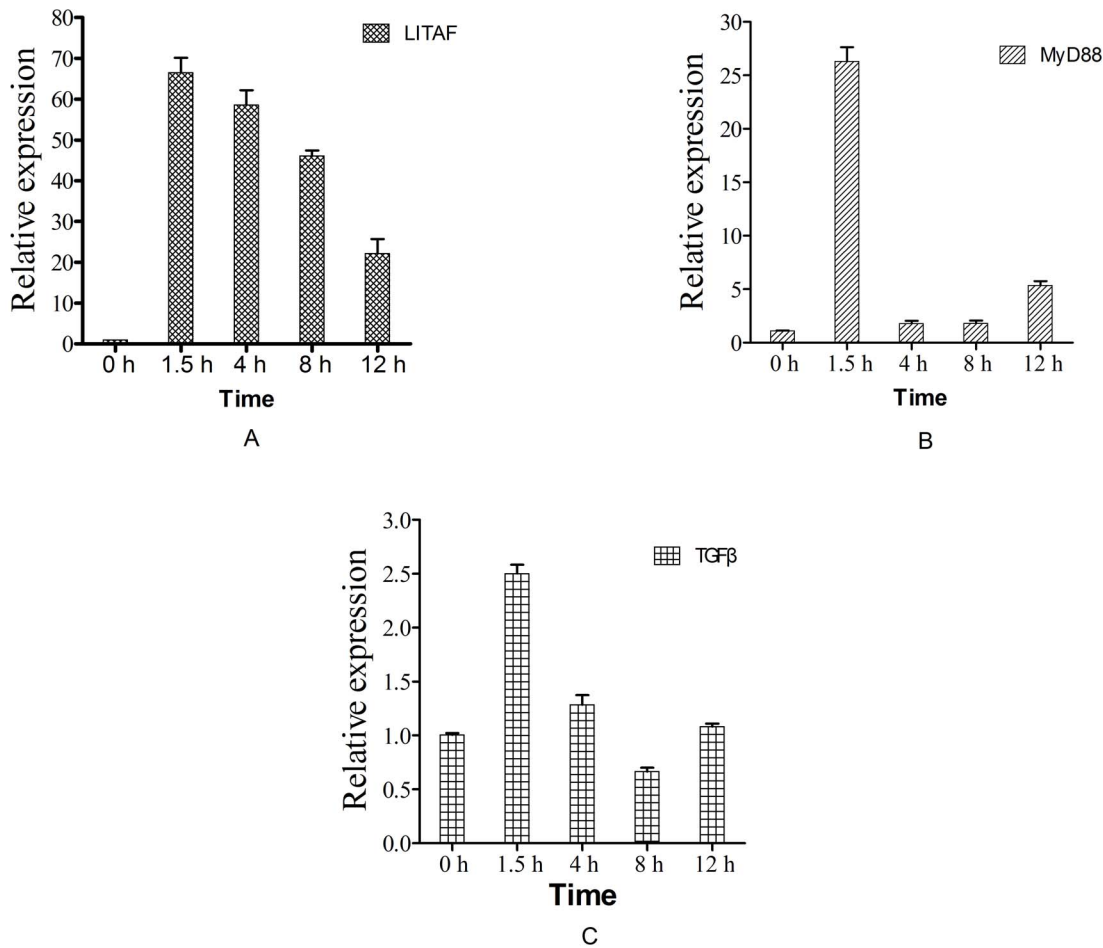 LITAF
Relative expression
80
70
60
50
40
30
20
10
0
0 h 1.5 h 4 h 8 h 12 h
Time
A
MyD88
Relative expression
30
25
20
15
10
5
0
0 h 1.5 h 4 h 8 h 12 h
Time
B
TGFβ
Relative expression
3.0
2.5
2.0
1.5
1.0
0.5
0.0
0 h 1.5 h 4 h 8 h 12 h
Time
C